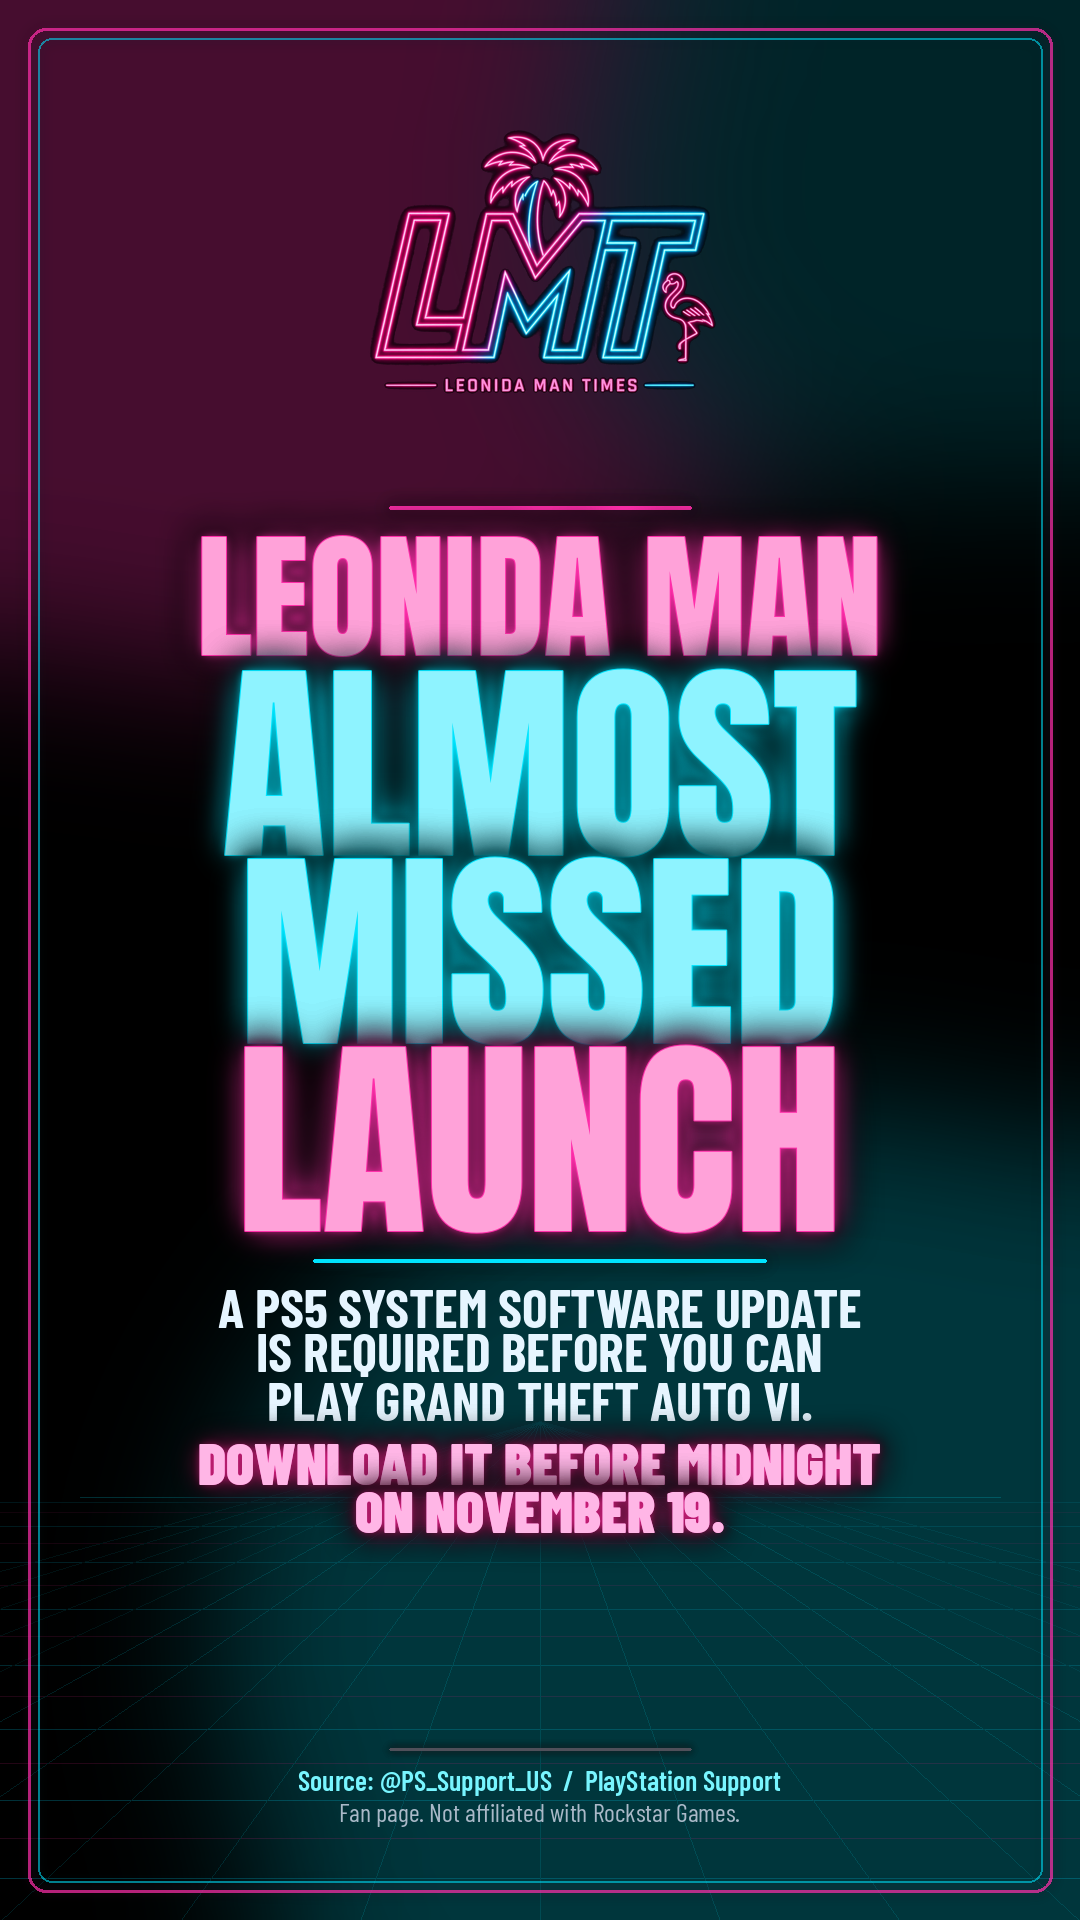 LMT
LEONIDA MAN TIMES
LEONIDA MAN
ALMOST
MISSED
LAUNCH
A PS5 SYSTEM SOFTWARE UPDATE
IS REQUIRED BEFORE YOU CAN
PLAY GRAND THEFT AUTO VI.
DOWNLOAD IT BEFORE MIDNIGHT
ON NOVEMBER 19.
Source: @PS_Support_US / PlayStation Support
Fan page. Not affiliated with Rockstar Games.